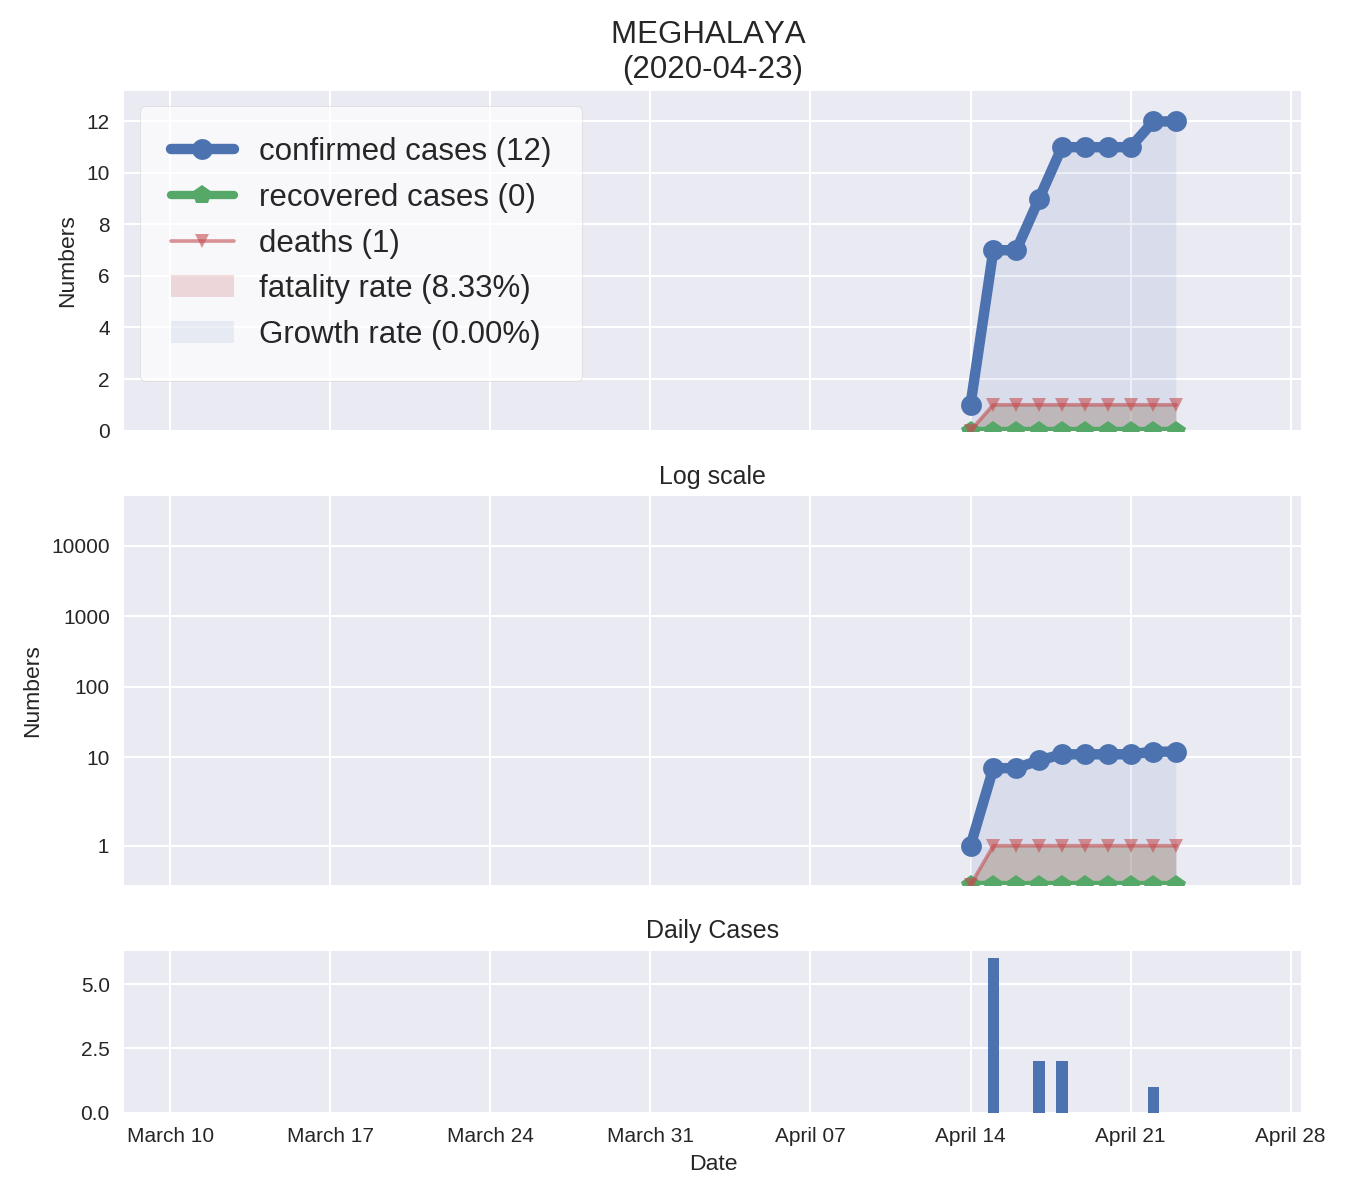 MEGHALAYA
(2020-04-23)
12
10
8
6
4
2
0
Numbers
confirmed cases (12)
recovered cases (0)
deaths (1)
fatality rate (8.33%)
Growth rate (0.00%)
Log scale
10000
1000
100
10
1
Numbers
Daily Cases
5.0
2.5
0.0
March 10 March 17 March 24 March 31 April 07 April 14 April 21 April 28
Date